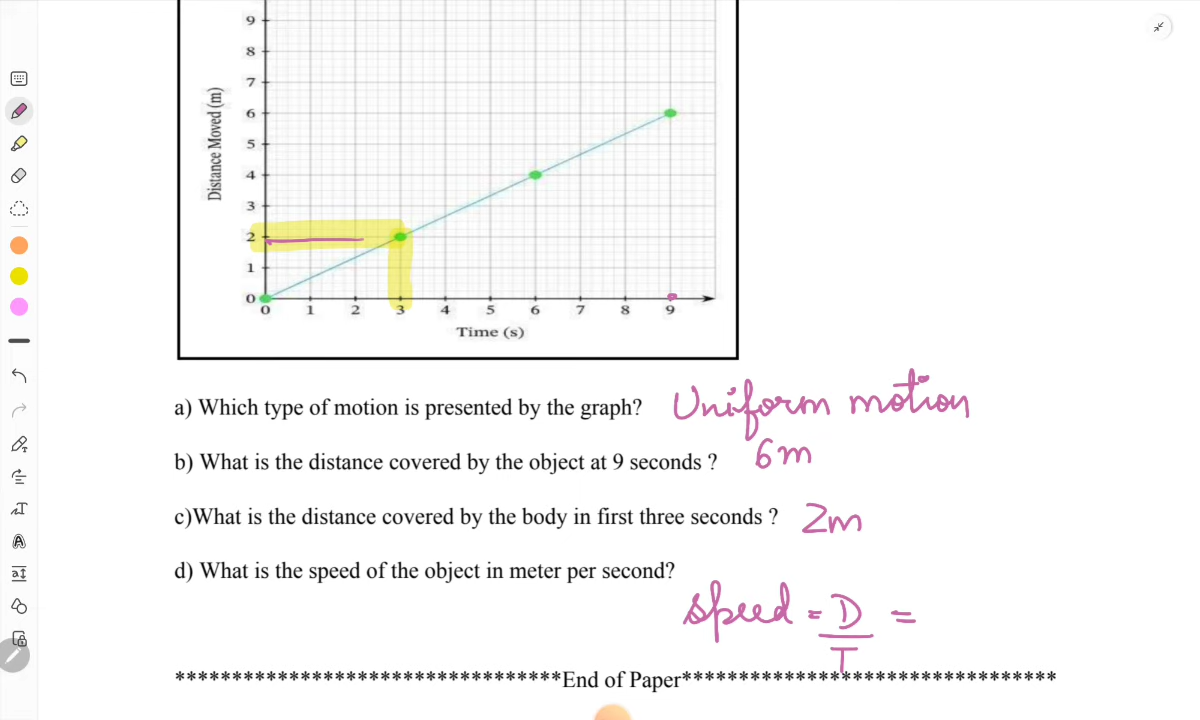 9
8
7
6
5
4
3
2
1
0
Distance Moved (m)
0 1 2 3 4 5 6 7 8 9
Time (s)
a) Which type of motion is presented by the graph? Uniform motion
b) What is the distance covered by the object at 9 seconds ? 6m
c)What is the distance covered by the body in first three seconds ? 2m
d) What is the speed of the object in meter per second?
speed = D/T =
**********************************End of Paper*********************************